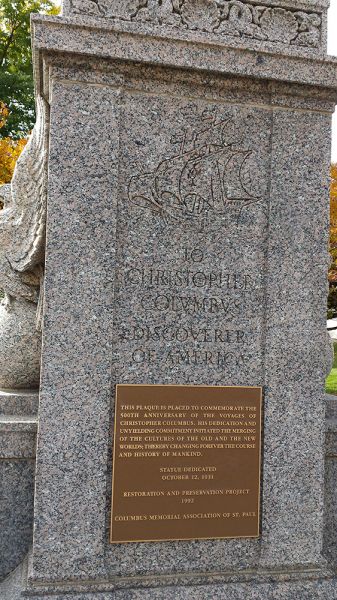 TO
CHRISTOPHER
COLVMBVS
DISCOVERER
OF AMERICA
THIS PLAQUE IS PLACED TO COMMEMORATE THE
500TH ANNIVERSARY OF THE VOYAGES OF
CHRISTOPHER COLUMBUS. HIS DEDICATION AND
UNYIELDING COMMITMENT INITIATED THE MERGING
OF THE CULTURES OF THE OLD AND THE NEW
WORLDS; THEREBY CHANGING FOREVER THE COURSE
AND HISTORY OF MANKIND.
STATUE DEDICATED
OCTOBER 12, 1931
RESTORATION AND PRESERVATION PROJECT
1992
COLUMBUS MEMORIAL ASSOCIATION OF ST. PAUL